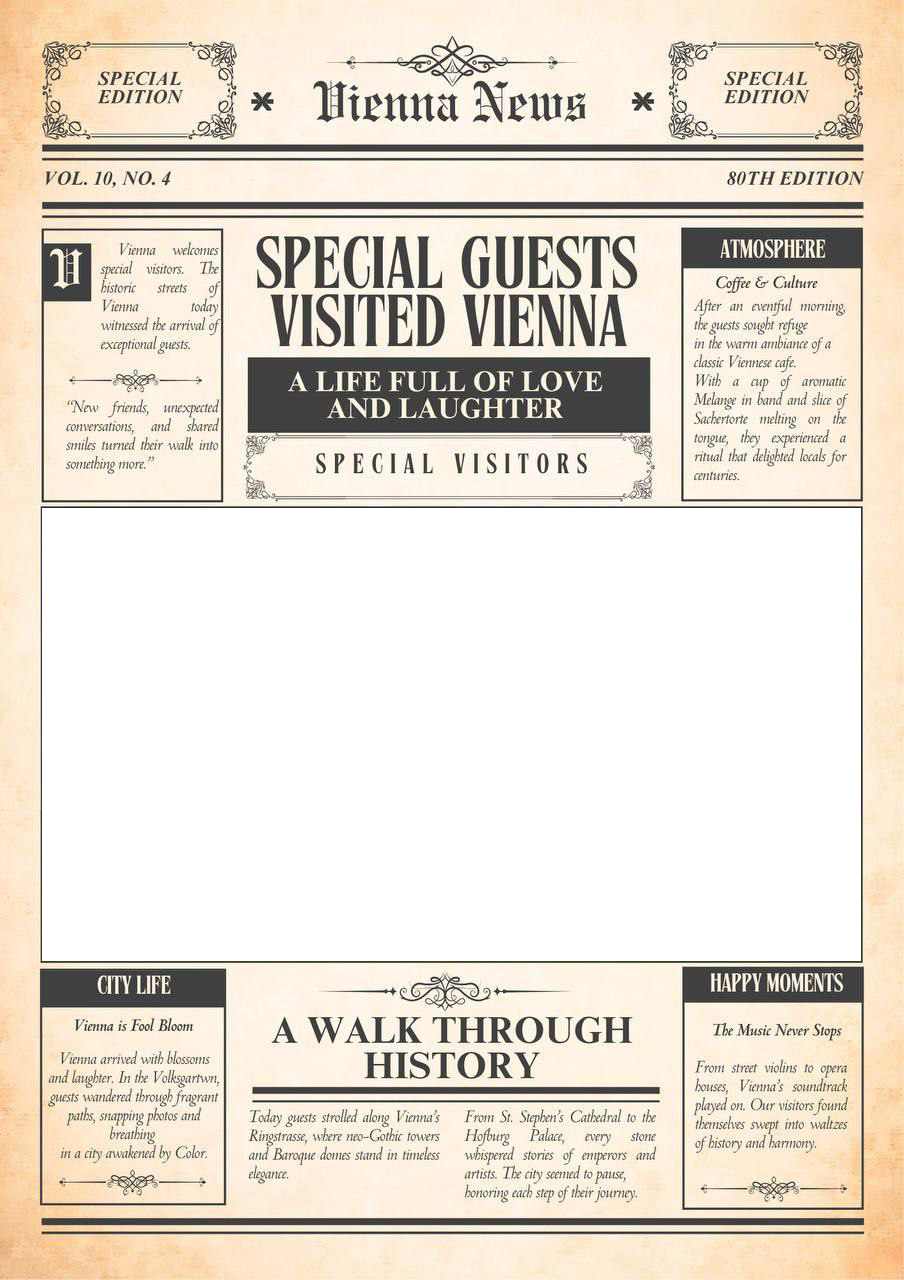 SPECIAL
EDITION
Vienna News
SPECIAL
EDITION
VOL. 10, NO. 4
80TH EDITION
V
Vienna welcomes
special visitors. The
historic streets of
Vienna today
witnessed the arrival of
exceptional guests.
“New friends, unexpected
conversations, and shared
smiles turned their walk into
something more.”
SPECIAL GUESTS
VISITED VIENNA
A LIFE FULL OF LOVE
AND LAUGHTER
SPECIAL VISITORS
ATMOSPHERE
Coffee & Culture
After an eventful morning,
the guests sought refuge
in the warm ambiance of a
classic Viennese cafe.
With a cup of aromatic
Melange in band and slice of
Sachertorte melting on the
tongue, they experienced a
ritual that delighted locals for
centuries.
CITY LIFE
Vienna is Fool Bloom
Vienna arrived with blossoms
and laughter. In the Volksgartwn,
guests wandered through fragrant
paths, snapping photos and
breathing
in a city awakened by Color.
A WALK THROUGH
HISTORY
Today guests strolled along Vienna’s
Ringstrasse, where neo-Gothic towers
and Baroque domes stand in timeless
elegance.
From St. Stephen’s Cathedral to the
Hofburg Palace, every stone
whispered stories of emperors and
artists. The city seemed to pause,
honoring each step of their journey.
HAPPY MOMENTS
The Music Never Stops
From street violins to opera
houses, Vienna’s soundtrack
played on. Our visitors found
themselves swept into waltzes
of history and harmony.